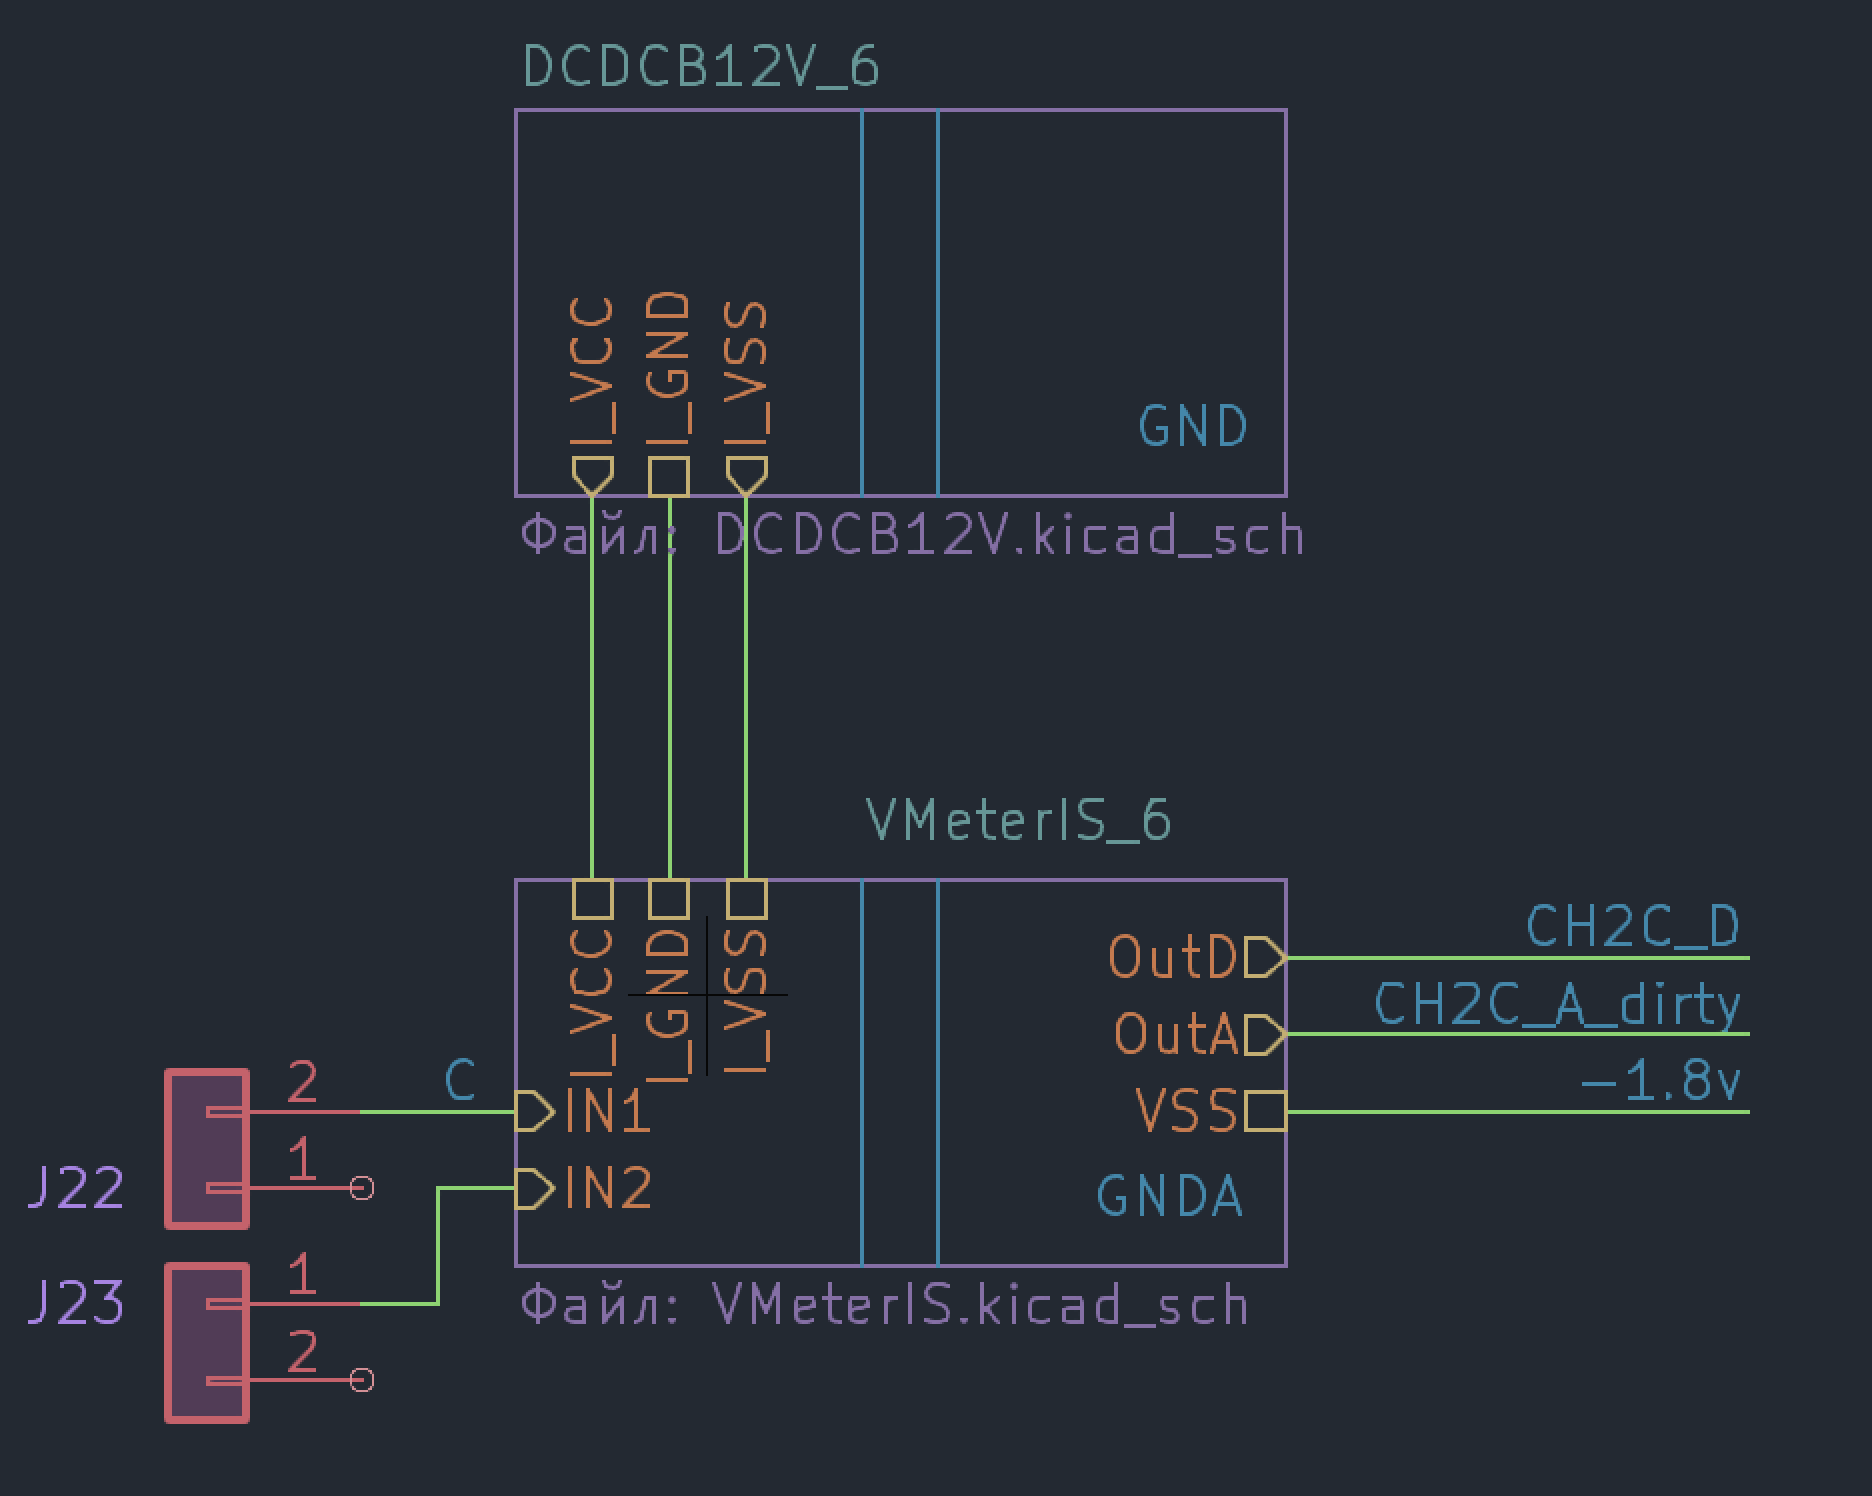 DCDCB12V_6
I_VCC
I_GND
I_VSS
GND
Файл: DCDCB12V.kicad_sch
VMeterIS_6
I_VCC
I_GND
I_VSS
OutD
CH2C_D
OutA
CH2C_A_dirty
VSS
-1.8v
GNDA
2
C
IN1
1
IN2
J22
1
J23
2
Файл: VMeterIS.kicad_sch